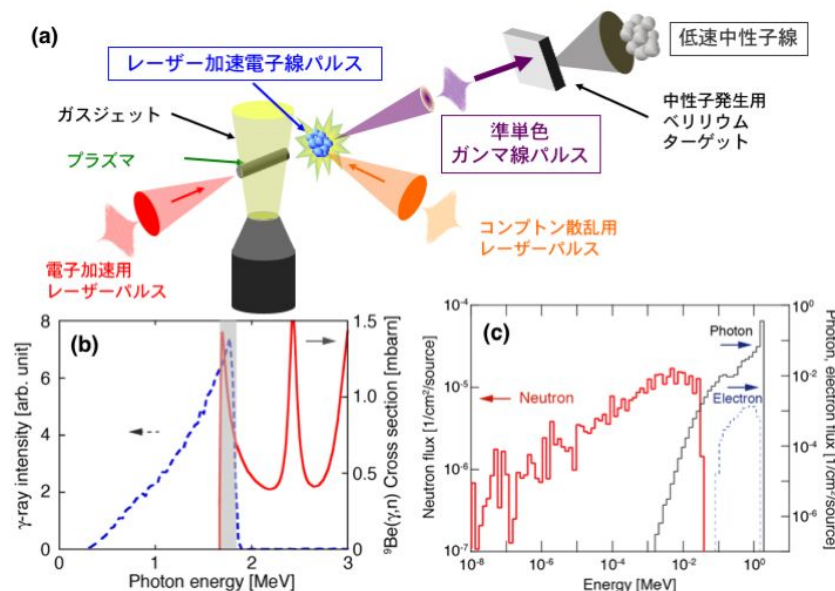 (a)
レーザー加速電子線パルス
低速中性子線
ガスジェット
プラズマ
中性子発生用
ベリリウム
ターゲット
準単色
ガンマ線パルス
コンプトン散乱用
レーザーパルス
電子加速用
レーザーパルス
(b)
γ-ray intensity [arb. unit]
8
6
4
2
0
0
1
2
3
Photon energy [MeV]
1.5
1.0
0.5
0.0
⁹Be(γ,n) Cross section [mbarn]
(c)
Neutron flux [1/cm²/source]
10⁻⁴
10⁻⁵
10⁻⁶
10⁻⁷
Neutron
Photon
Electron
10⁻⁸
10⁻⁶
10⁻⁴
10⁻²
10⁰
Energy [MeV]
10⁰
10⁻²
10⁻⁴
10⁻⁶
Photon, electron flux [1/cm²/source]